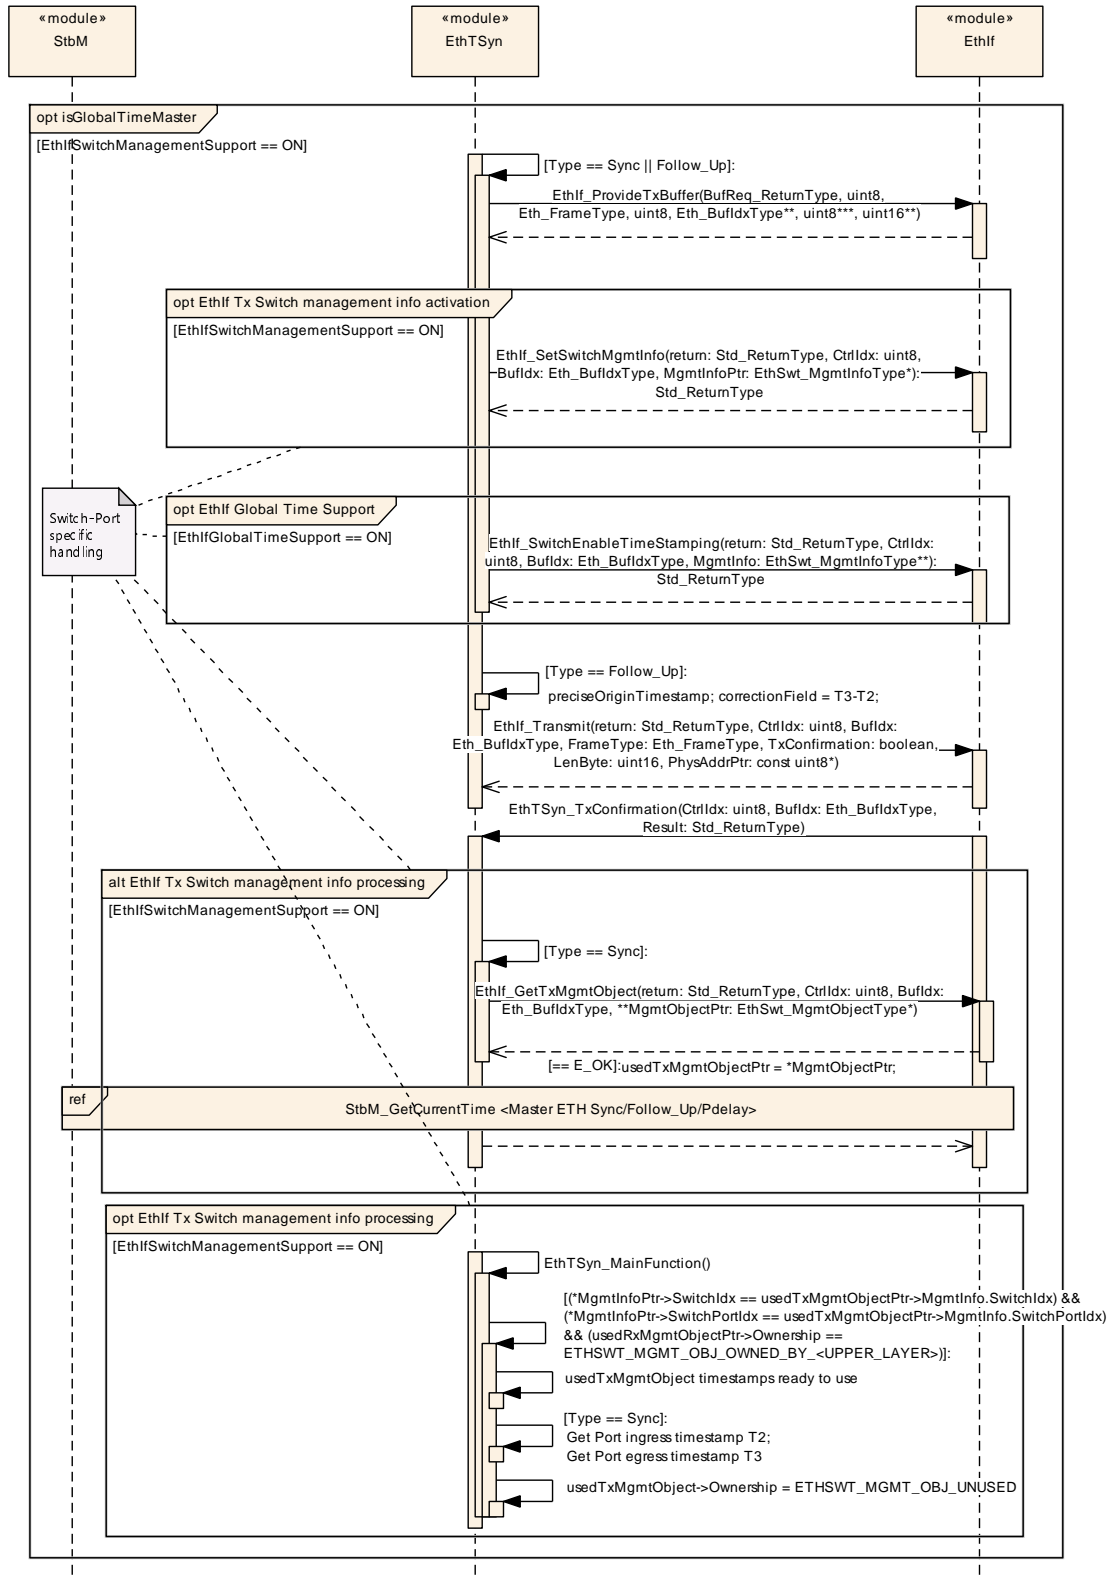 «module»
StbM
«module»
EthTSyn
«module»
EthIf
opt isGlobalTimeMaster
[EthIfSwitchManagementSupport == ON]
[Type == Sync || Follow_Up]:
EthIf_ProvideTxBuffer(BufReq_ReturnType, uint8,
Eth_FrameType, uint8, Eth_BufIdxType**, uint8***, uint16**)
opt EthIf Tx Switch management info activation
[EthIfSwitchManagementSupport == ON]
EthIf_SetSwitchMgmtInfo(return: Std_ReturnType, CtrlIdx: uint8,
BufIdx: Eth_BufIdxType, MgmtInfoPtr: EthSwt_MgmtInfoType*):
Std_ReturnType
Switch-Port
specific
handling
opt EthIf Global Time Support
[EthIfGlobalTimeSupport == ON]
EthIf_SwitchEnableTimeStamping(return: Std_ReturnType, CtrlIdx:
uint8, BufIdx: Eth_BufIdxType, MgmtInfo: EthSwt_MgmtInfoType**):
Std_ReturnType
[Type == Follow_Up]:
preciseOriginTimestamp; correctionField = T3-T2;
EthIf_Transmit(return: Std_ReturnType, CtrlIdx: uint8, BufIdx:
Eth_BufIdxType, FrameType: Eth_FrameType, TxConfirmation: boolean,
LenByte: uint16, PhysAddrPtr: const uint8*)
EthTSyn_TxConfirmation(CtrlIdx: uint8, BufIdx: Eth_BufIdxType,
Result: Std_ReturnType)
alt EthIf Tx Switch management info processing
[EthIfSwitchManagementSupport == ON]
[Type == Sync]:
EthIf_GetTxMgmtObject(return: Std_ReturnType, CtrlIdx: uint8, BufIdx:
Eth_BufIdxType, **MgmtObjectPtr: EthSwt_MgmtObjectType*)
[== E_OK]:usedTxMgmtObjectPtr = *MgmtObjectPtr;
ref
StbM_GetCurrentTime <Master ETH Sync/Follow_Up/Pdelay>
opt EthIf Tx Switch management info processing
[EthIfSwitchManagementSupport == ON]
EthTSyn_MainFunction()
[(*MgmtInfoPtr->SwitchIdx == usedTxMgmtObjectPtr->MgmtInfo.SwitchIdx) &&
(*MgmtInfoPtr->SwitchPortIdx == usedTxMgmtObjectPtr->MgmtInfo.SwitchPortIdx)
&& (usedRxMgmtObjectPtr->Ownership ==
ETHSWT_MGMT_OBJ_OWNED_BY_<UPPER_LAYER>)]:
usedTxMgmtObject timestamps ready to use
[Type == Sync]:
Get Port ingress timestamp T2;
Get Port egress timestamp T3
usedTxMgmtObject->Ownership = ETHSWT_MGMT_OBJ_UNUSED